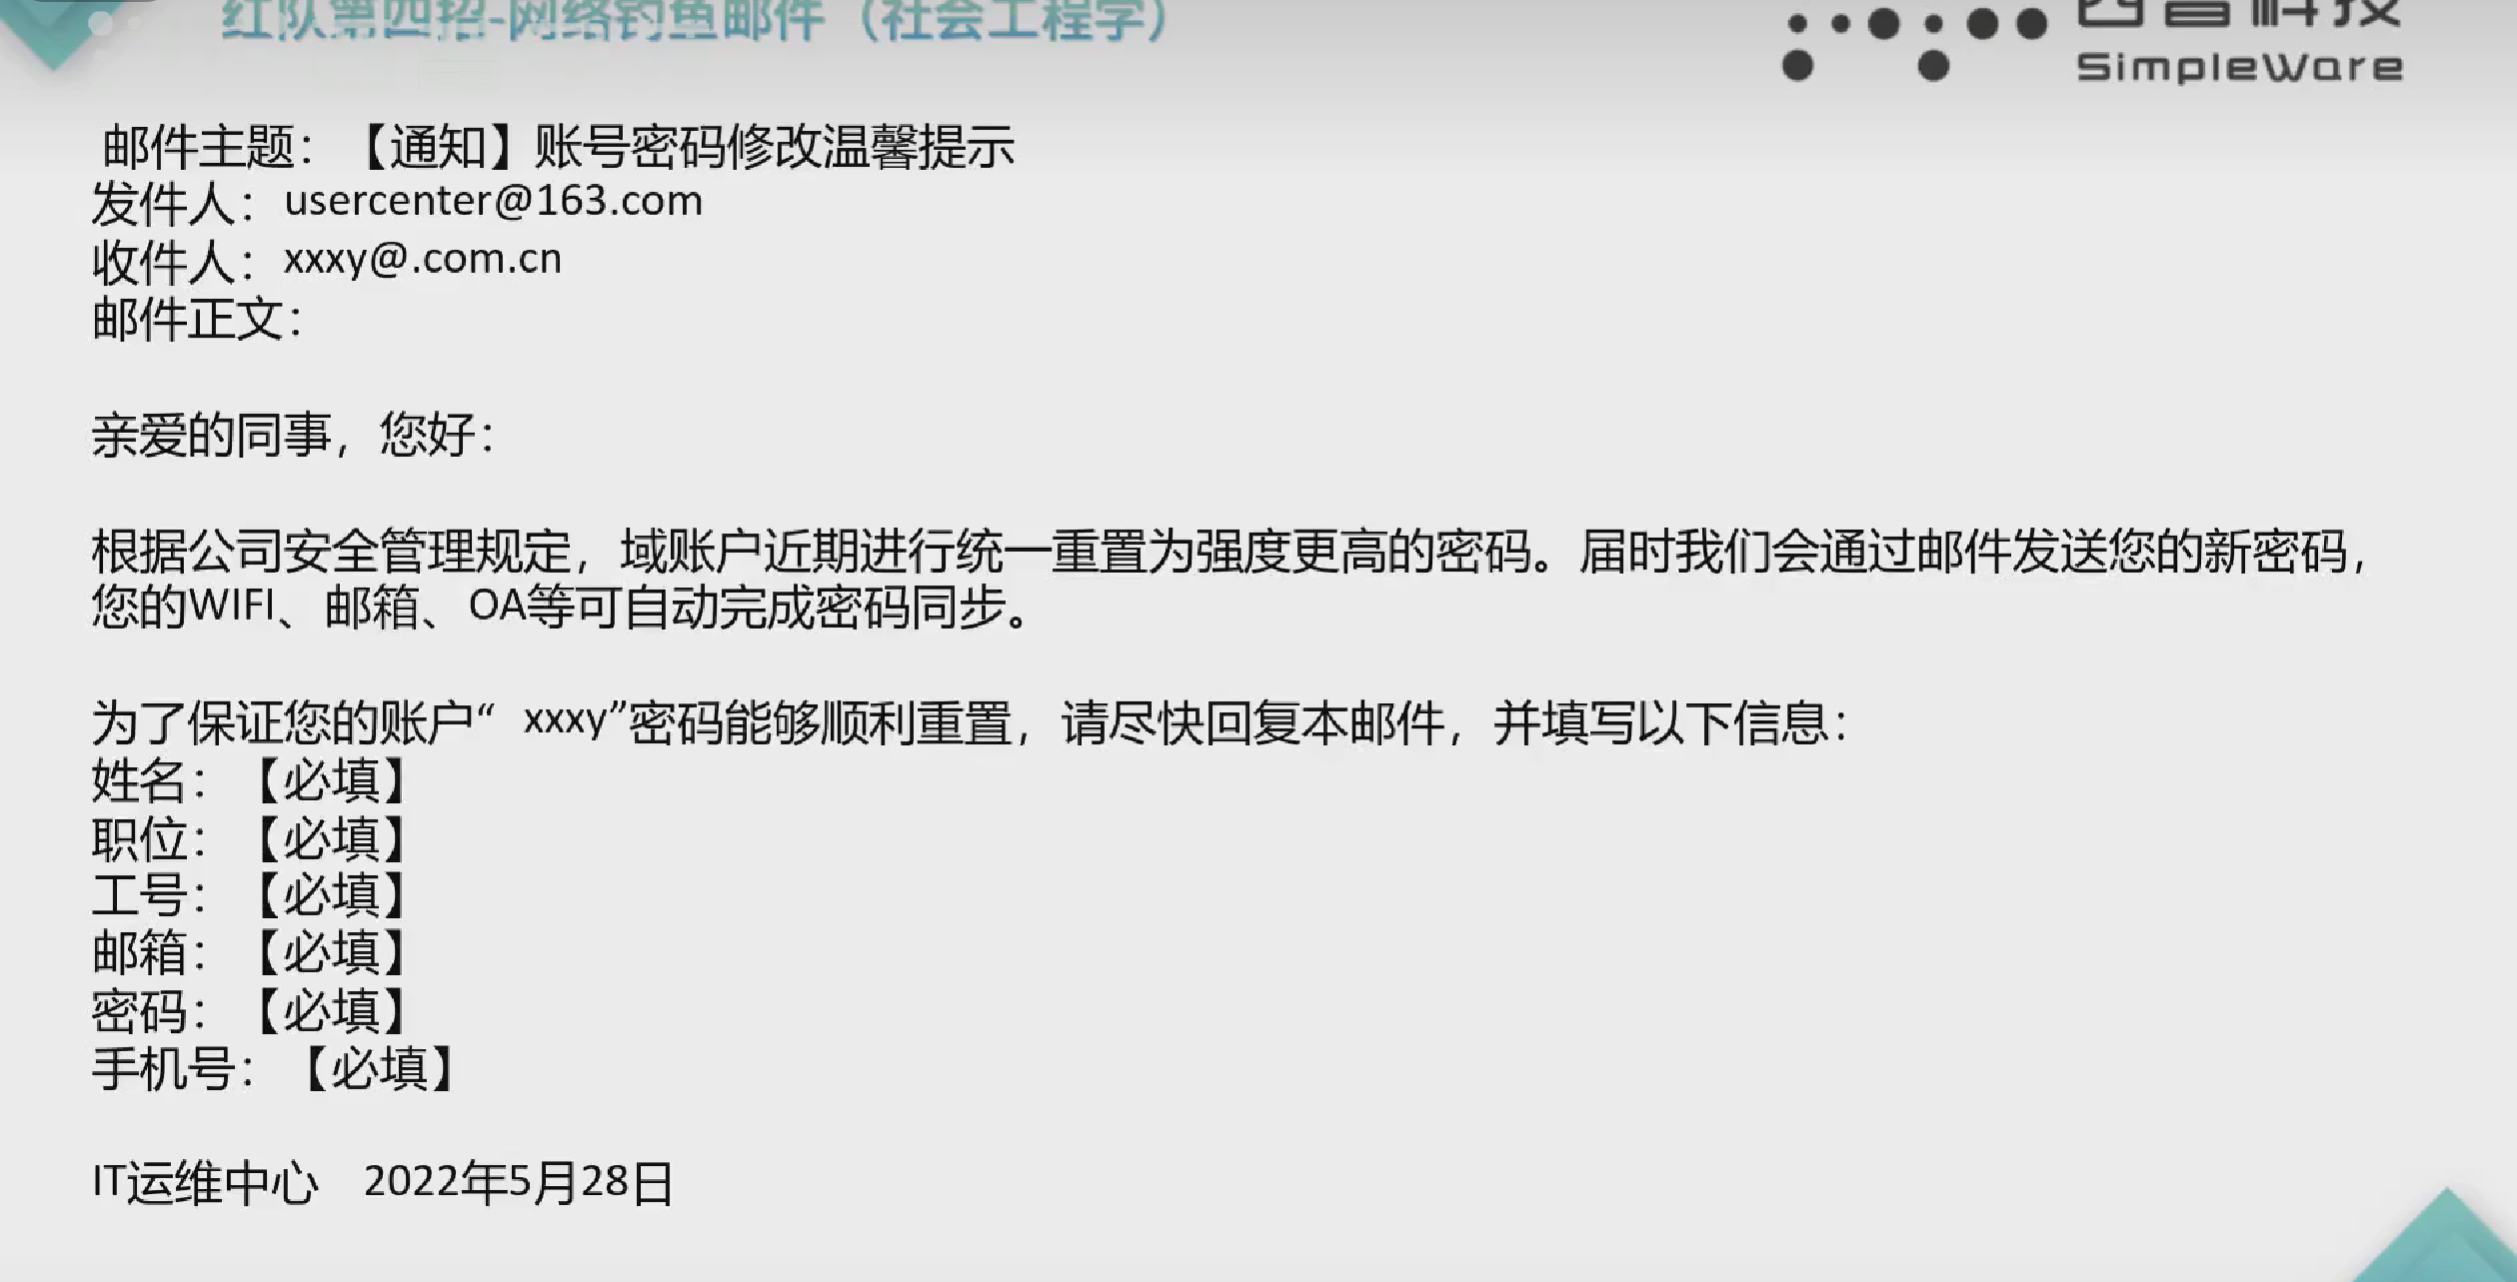 红队第四招-网络钓鱼邮件（社会工程学）
SimpleWare
邮件主题：【通知】账号密码修改温馨提示
发件人：usercenter@163.com
收件人：xxxy@.com.cn
邮件正文：
亲爱的同事，您好：
根据公司安全管理规定，域账户近期进行统一重置为强度更高的密码。届时我们会通过邮件发送您的新密码，
您的WIFI、邮箱、OA等可自动完成密码同步。
为了保证您的账户“ xxxy”密码能够顺利重置，请尽快回复本邮件，并填写以下信息：
姓名：【必填】
职位：【必填】
工号：【必填】
邮箱：【必填】
密码：【必填】
手机号：【必填】
IT运维中心 2022年5月28日